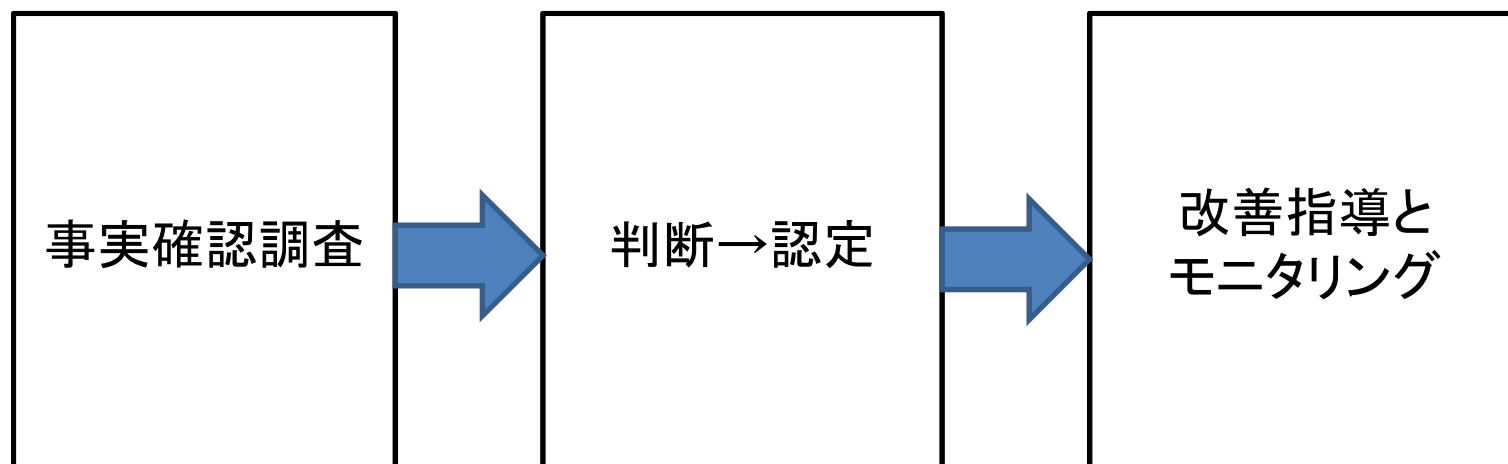 事実確認調査
判断→認定
改善指導と
モニタリング